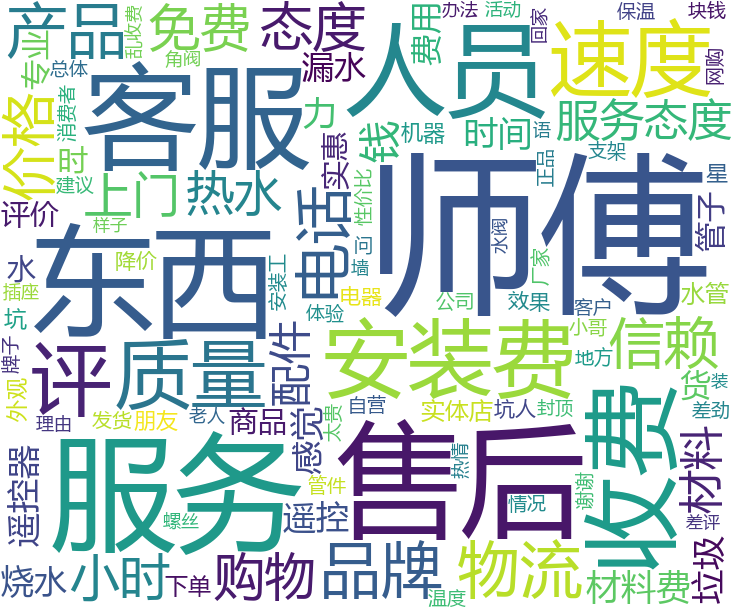 产品
乱收费
免费
态度
人员
费用
办法
活动
回家
保温
块钱
网购
速度
专业
总体
角阀
漏水
客服
消费者
价格
力
钱
机器
时间
语
服务态度
正品
支架
星
时
建议
上门
热水
实惠
性价比
评价
样子
电话
师傅
水阀
管子
东西
降价
问
墙
厂家
水
插座
安装工
电器
公司
效果
客户
水管
坑
体验
小哥
牌子
评
质量
配件
安装费
地方
信赖
货
装
外观
理由
发货
朋友
老人
商品
感觉
太贵
自营
实体店
坑人
封顶
差劲
遥控器
服务
售后
收费
材料
热情
谢谢
管件
情况
螺丝
遥控
差评
烧水
小时
下单
购物
品牌
温度
物流
材料费
垃圾